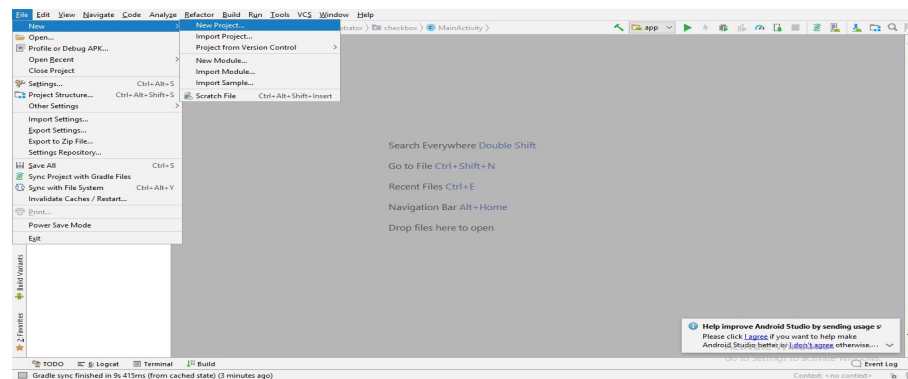 File Edit View Navigate Code Analyze Refactor Build Run Tools VCS Window Help
New
Open...
Profile or Debug APK...
Open Recent
Close Project
Settings... Ctrl+Alt+S
Project Structure... Ctrl+Alt+Shift+S
Other Settings
Import Settings...
Export Settings...
Export to Zip File...
Settings Repository...
Save All Ctrl+S
Sync Project with Gradle Files
Sync with File System Ctrl+Alt+Y
Invalidate Caches / Restart...
Print...
Power Save Mode
Exit
New Project...
Import Project...
Project from Version Control
New Module...
Import Module...
Import Sample...
Scratch File Ctrl+Alt+Shift+Insert
strator checkbox MainActivity
app
Search Everywhere Double Shift
Go to File Ctrl+Shift+N
Recent Files Ctrl+E
Navigation Bar Alt+Home
Drop files here to open
Build Variants
2: Favorites
Help improve Android Studio by sending usage s
Please click I agree if you want to help make
Android Studio better or I don't agree otherwise....
Go to Settings to activate Windows.
TODO 6: Logcat Terminal Build Event Log
Gradle sync finished in 9s 415ms (from cached state) (3 minutes ago) Context: <no context>